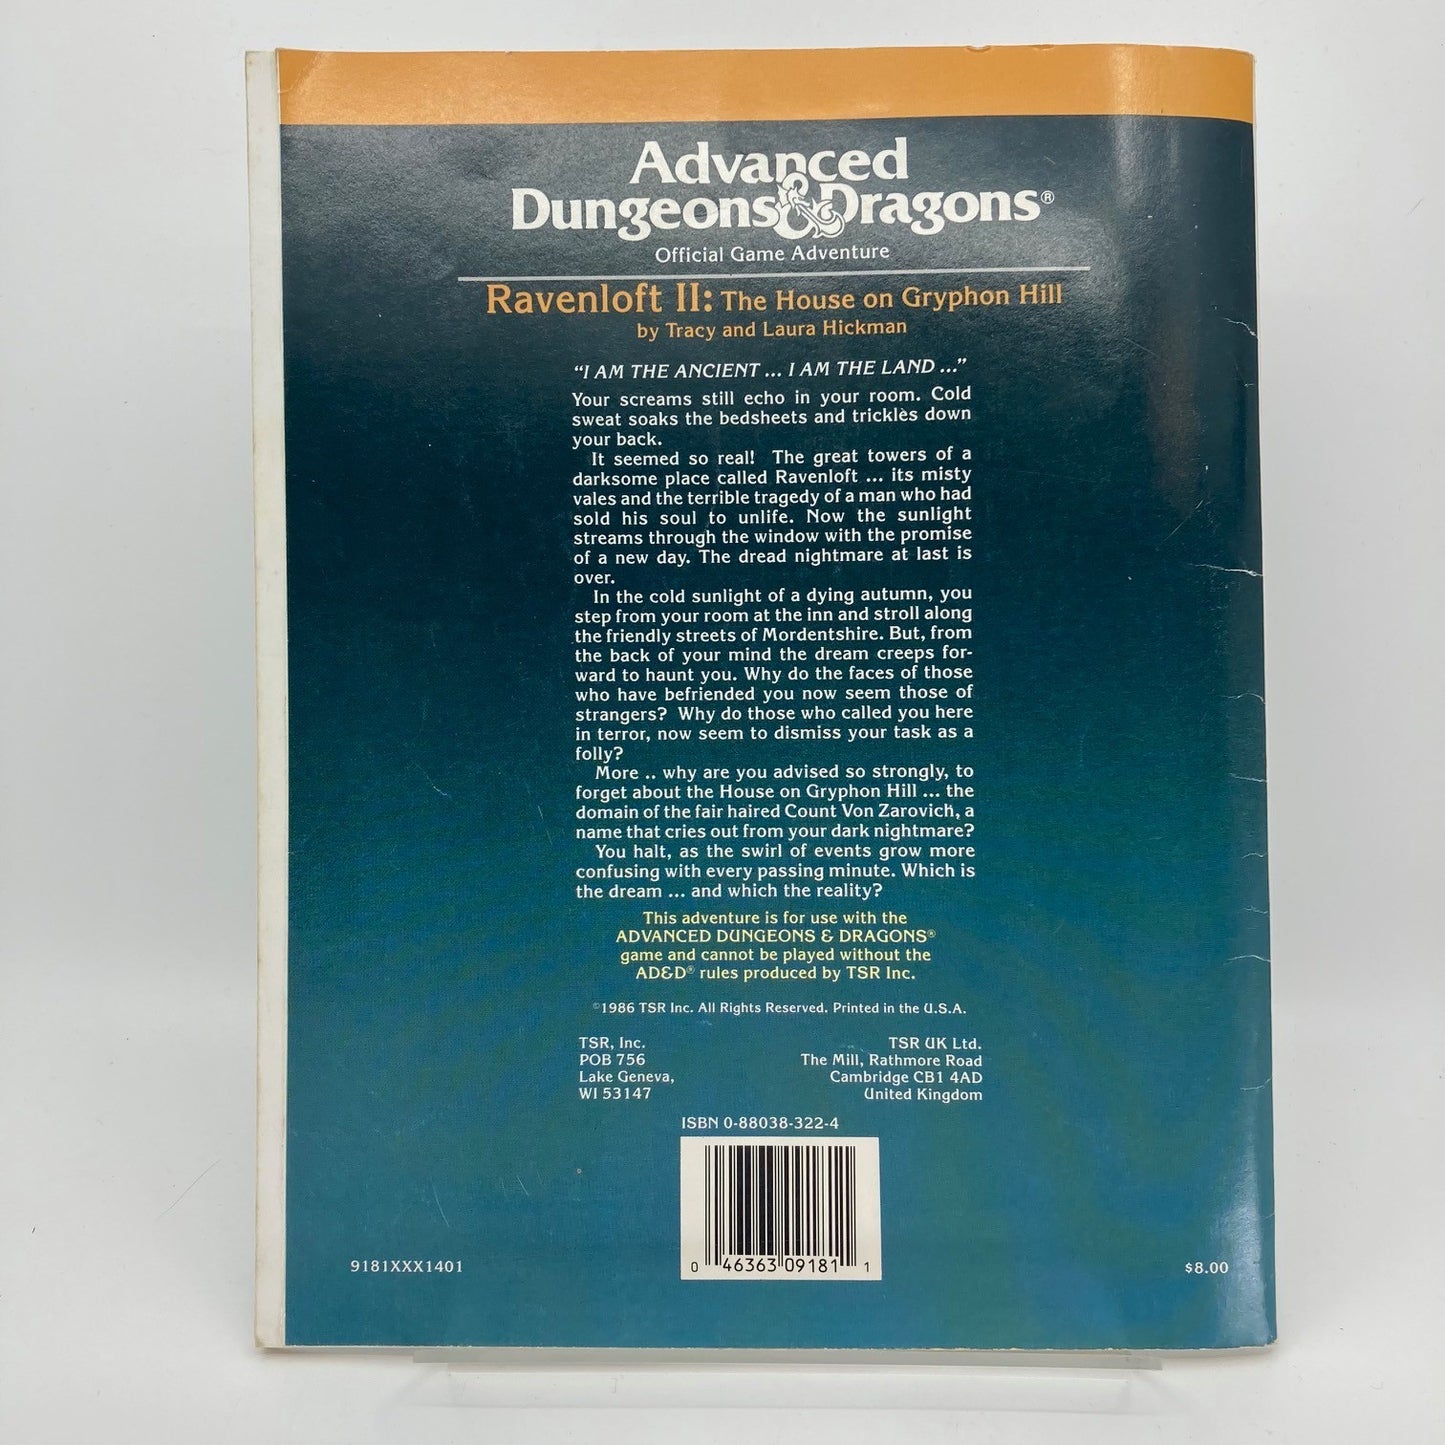 Advanced
Dungeons & Dragons®
Official Game Adventure
Ravenloft II: The House on Gryphon Hill
by Tracy and Laura Hickman
"I AM THE ANCIENT ... I AM THE LAND ..."
Your screams still echo in your room. Cold
sweat soaks the bedsheets and trickles down
your back.
It seemed so real! The great towers of a
darksome place called Ravenloft ... its misty
vales and the terrible tragedy of a man who had
sold his soul to unlife. Now the sunlight
streams through the window with the promise
of a new day. The dread nightmare at last is
over.
In the cold sunlight of a dying autumn, you
step from your room at the inn and stroll along
the friendly streets of Mordentshire. But, from
the back of your mind the dream creeps for-
ward to haunt you. Why do the faces of those
who have befriended you now seem those of
strangers? Why do those who called you here
in terror, now seem to dismiss your task as a
folly?
More .. why are you advised so strongly, to
forget about the House on Gryphon Hill ... the
domain of the fair haired Count Von Zarovich, a
name that cries out from your dark nightmare?
You halt, as the swirl of events grow more
confusing with every passing minute. Which is
the dream ... and which the reality?
This adventure is for use with the
ADVANCED DUNGEONS & DRAGONS®
game and cannot be played without the
AD&D® rules produced by TSR Inc.
©1986 TSR Inc. All Rights Reserved. Printed in the U.S.A.
TSR, Inc.
POB 756
Lake Geneva,
WI 53147
TSR UK Ltd.
The Mill, Rathmore Road
Cambridge CB1 4AD
United Kingdom
ISBN 0-88038-322-4
0 46363 09181 1
9181XXX1401
$8.00